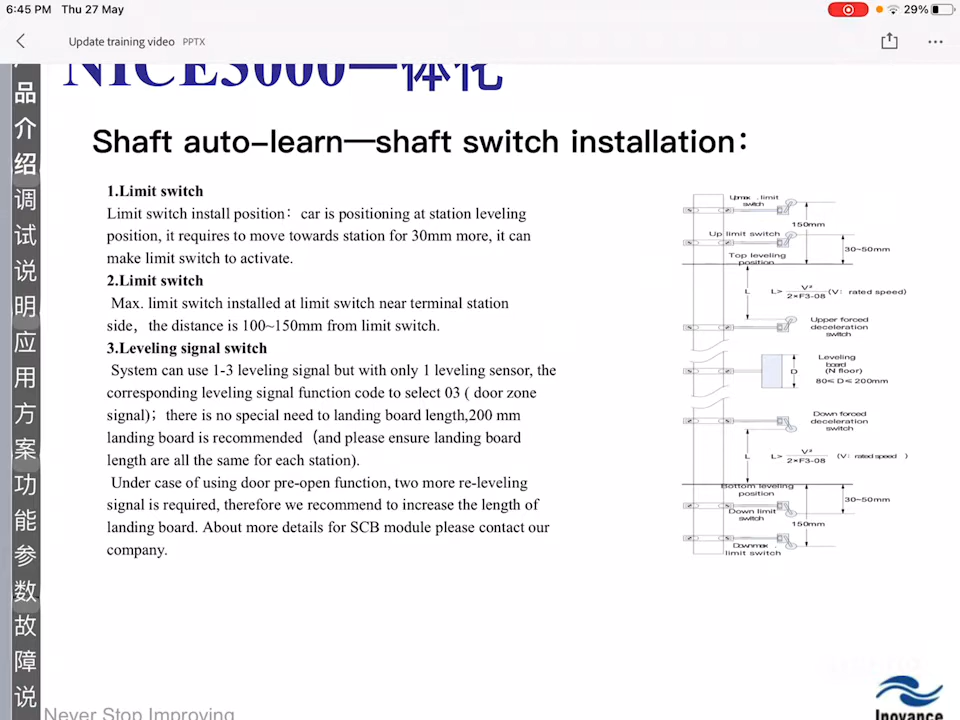 6:45 PM Thu 27 May
29%
Update training video PPTX
NICE3000一体化
品介绍调试说明应用方案功能参数故障说
Shaft auto–learn—shaft switch installation：
1.Limit switch
Limit switch install position：car is positioning at station leveling
position, it requires to move towards station for 30mm more, it can
make limit switch to activate.
2.Limit switch
Max. limit switch installed at limit switch near terminal station
side，the distance is 100~150mm from limit switch.
3.Leveling signal switch
System can use 1-3 leveling signal but with only 1 leveling sensor, the
corresponding leveling signal function code to select 03 ( door zone
signal)；there is no special need to landing board length,200 mm
landing board is recommended（and please ensure landing board
length are all the same for each station).
Under case of using door pre-open function, two more re-leveling
signal is required, therefore we recommend to increase the length of
landing board. About more details for SCB module please contact our
company.
Upmax . limit
switch
150mm
Up limit switch
30~50mm
Top leveling
position
L
L> V² / 2×F3-08 (V: rated speed)
Upper forced
deceleration
switch
Leveling
board
(N floor)
D
80< D< 200mm
Down forced
deceleration
switch
L
L> V² / 2×F3-08 (V: rated speed )
Bottom leveling
position
30~50mm
Down limit
switch
150mm
Downmax .
limit switch
Never Stop Improving
Inovance